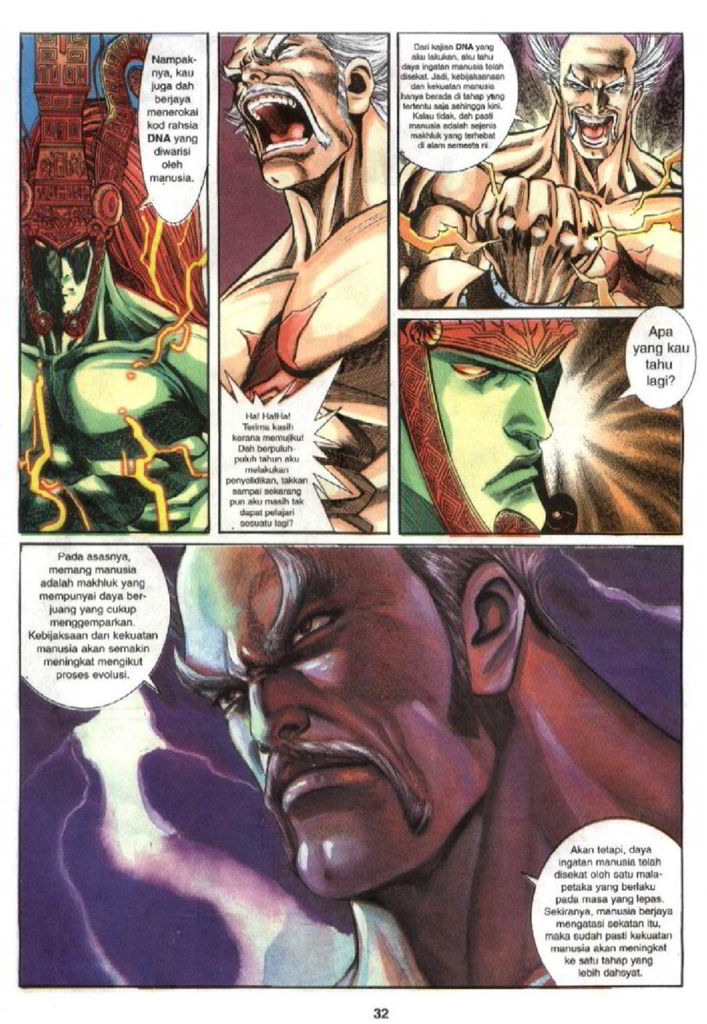 Nampak-
nya, kau
juga dah
berjaya
menerokai
kod rahsia
DNA yang
diwarisi
oleh
manusia.
Ha! Ha!Ha!
Terima kasih
kerana memujiku!
Dah berpuluh-
puluh tahun aku
melakukan
penyelidikan, takkan
sampai sekarang
pun aku masih tak
dapat pelajari
sesuatu lagi?
Dari kajian DNA yang
aku lakukan, aku tahu
daya ingatan manusia telah
disekat. Jadi, kebijaksanaan
dan kekuatan manusia
hanya berada di tahap yang
tertentu saja sehingga kini.
Kalau tidak, dah pasti
manusia adalah sejenis
makhluk yang terhebat
di alam semesta ni.
Apa
yang kau
tahu
lagi?
Pada asasnya,
memang manusia
adalah makhluk yang
mempunyai daya ber-
juang yang cukup
menggemparkan.
Kebijaksaan dan kekuatan
manusia akan semakin
meningkat mengikut
proses evolusi.
Akan tetapi, daya
ingatan manusia telah
disekat oleh satu mala-
petaka yang berlaku
pada masa yang lepas.
Sekiranya, manusia berjaya
mengatasi sekatan itu,
maka sudah pasti kekuatan
manusia akan meningkat
ke satu tahap yang
lebih dahsyat.
32